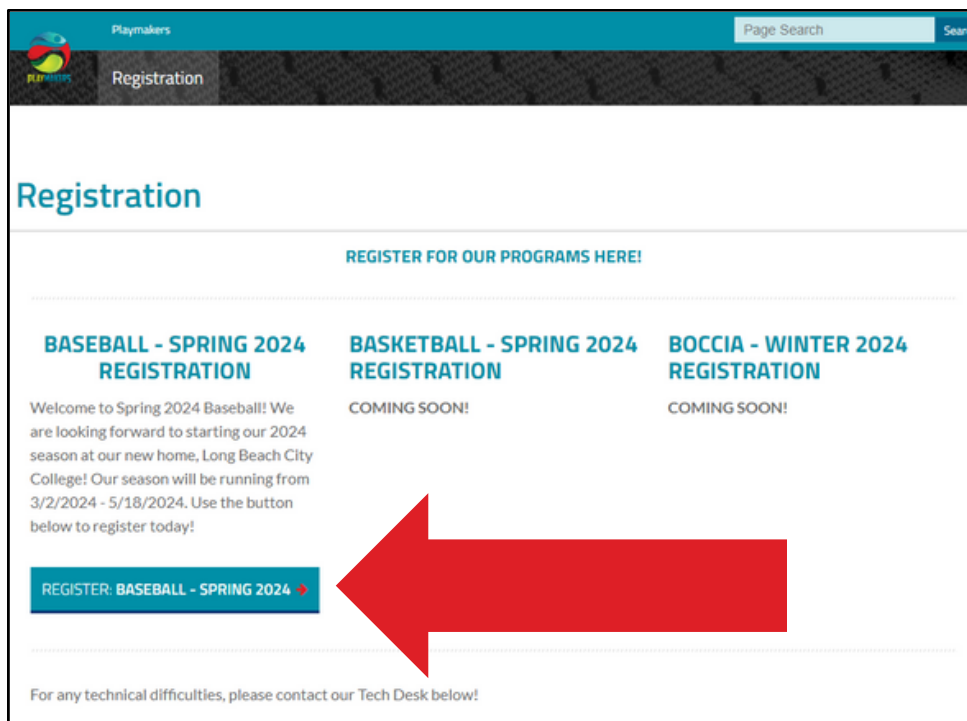 Playmakers
Page Search
Sear
PLAYMAKERS
Registration
Registration
REGISTER FOR OUR PROGRAMS HERE!
BASEBALL - SPRING 2024
REGISTRATION
Welcome to Spring 2024 Baseball! We
are looking forward to starting our 2024
season at our new home, Long Beach City
College! Our season will be running from
3/2/2024 - 5/18/2024. Use the button
below to register today!
REGISTER: BASEBALL - SPRING 2024
BASKETBALL - SPRING 2024
REGISTRATION
COMING SOON!
BOCCIA - WINTER 2024
REGISTRATION
COMING SOON!
For any technical difficulties, please contact our Tech Desk below!